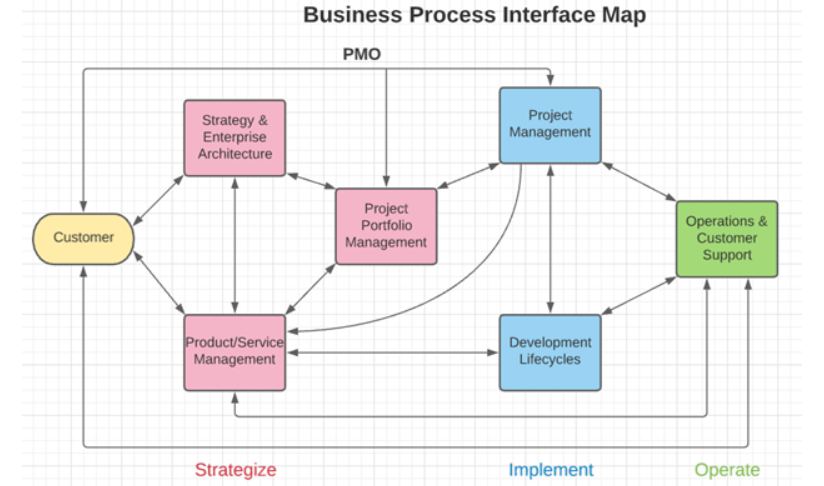 Business Process Interface Map
PMO
Strategy &
Enterprise
Architecture
Project
Management
Project
Portfolio
Management
Customer
Operations &
Customer
Support
Product/Service
Management
Development
Lifecycles
Strategize
Implement
Operate